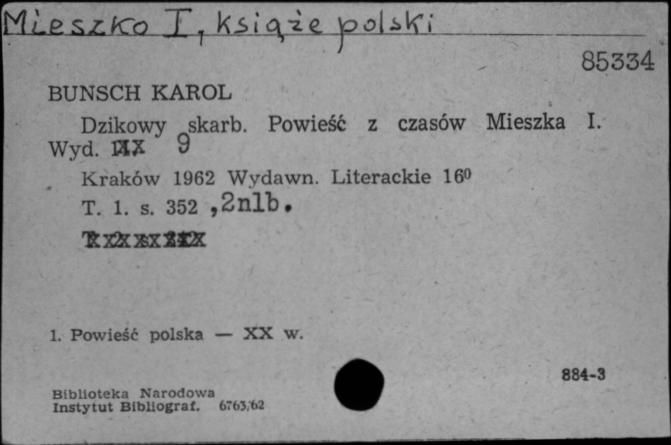 Mieszko I, książe polski
85334
BUNSCH KAROL
Dzikowy skarb. Powieść z czasów Mieszka I.
Wyd. 9
Kraków 1962 Wydawn. Literackie 16⁰
T. 1. s. 352 ,2nlb.
1. Powieść polska — XX w.
884-3
Biblioteka Narodowa
Instytut Bibliograf. 6763/62